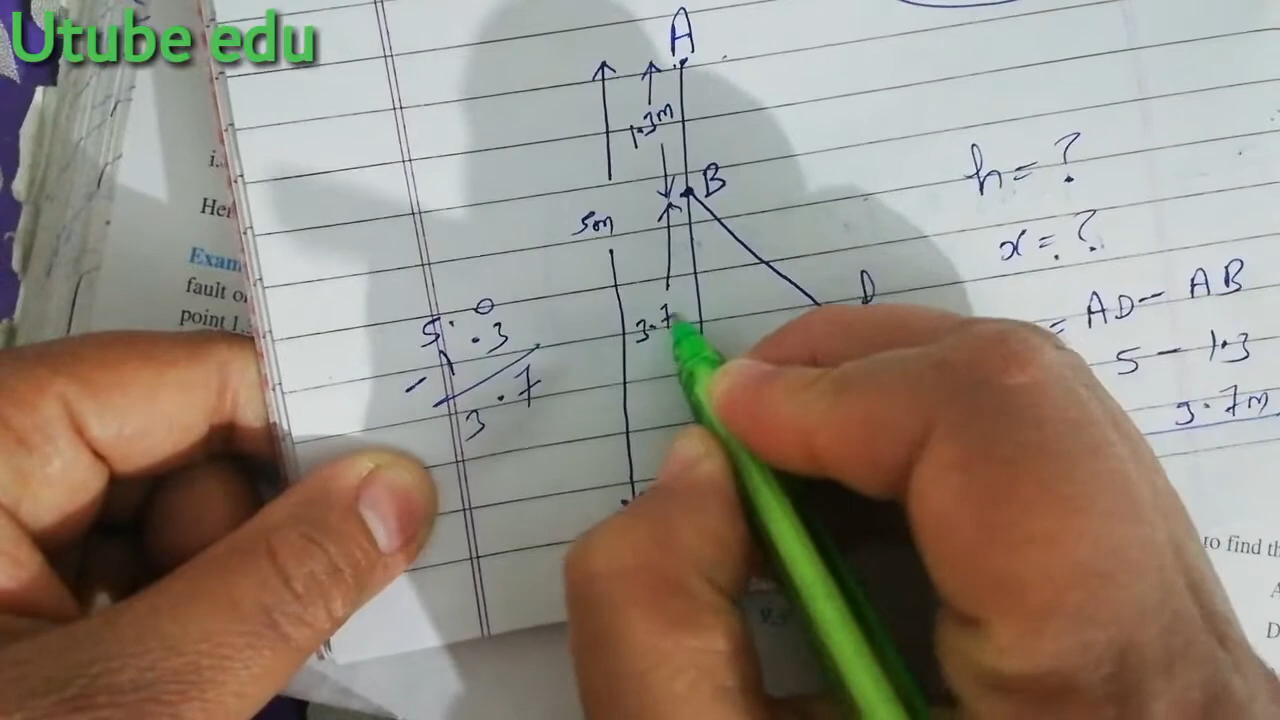 Utube edu
A
1.3m
B
5m
3.7
D
5.0
- 1.3
3.7
h = ?
x = ?
= AD - AB
5 - 1.3
3.7m
Exam
fault o
point 1.
to find th